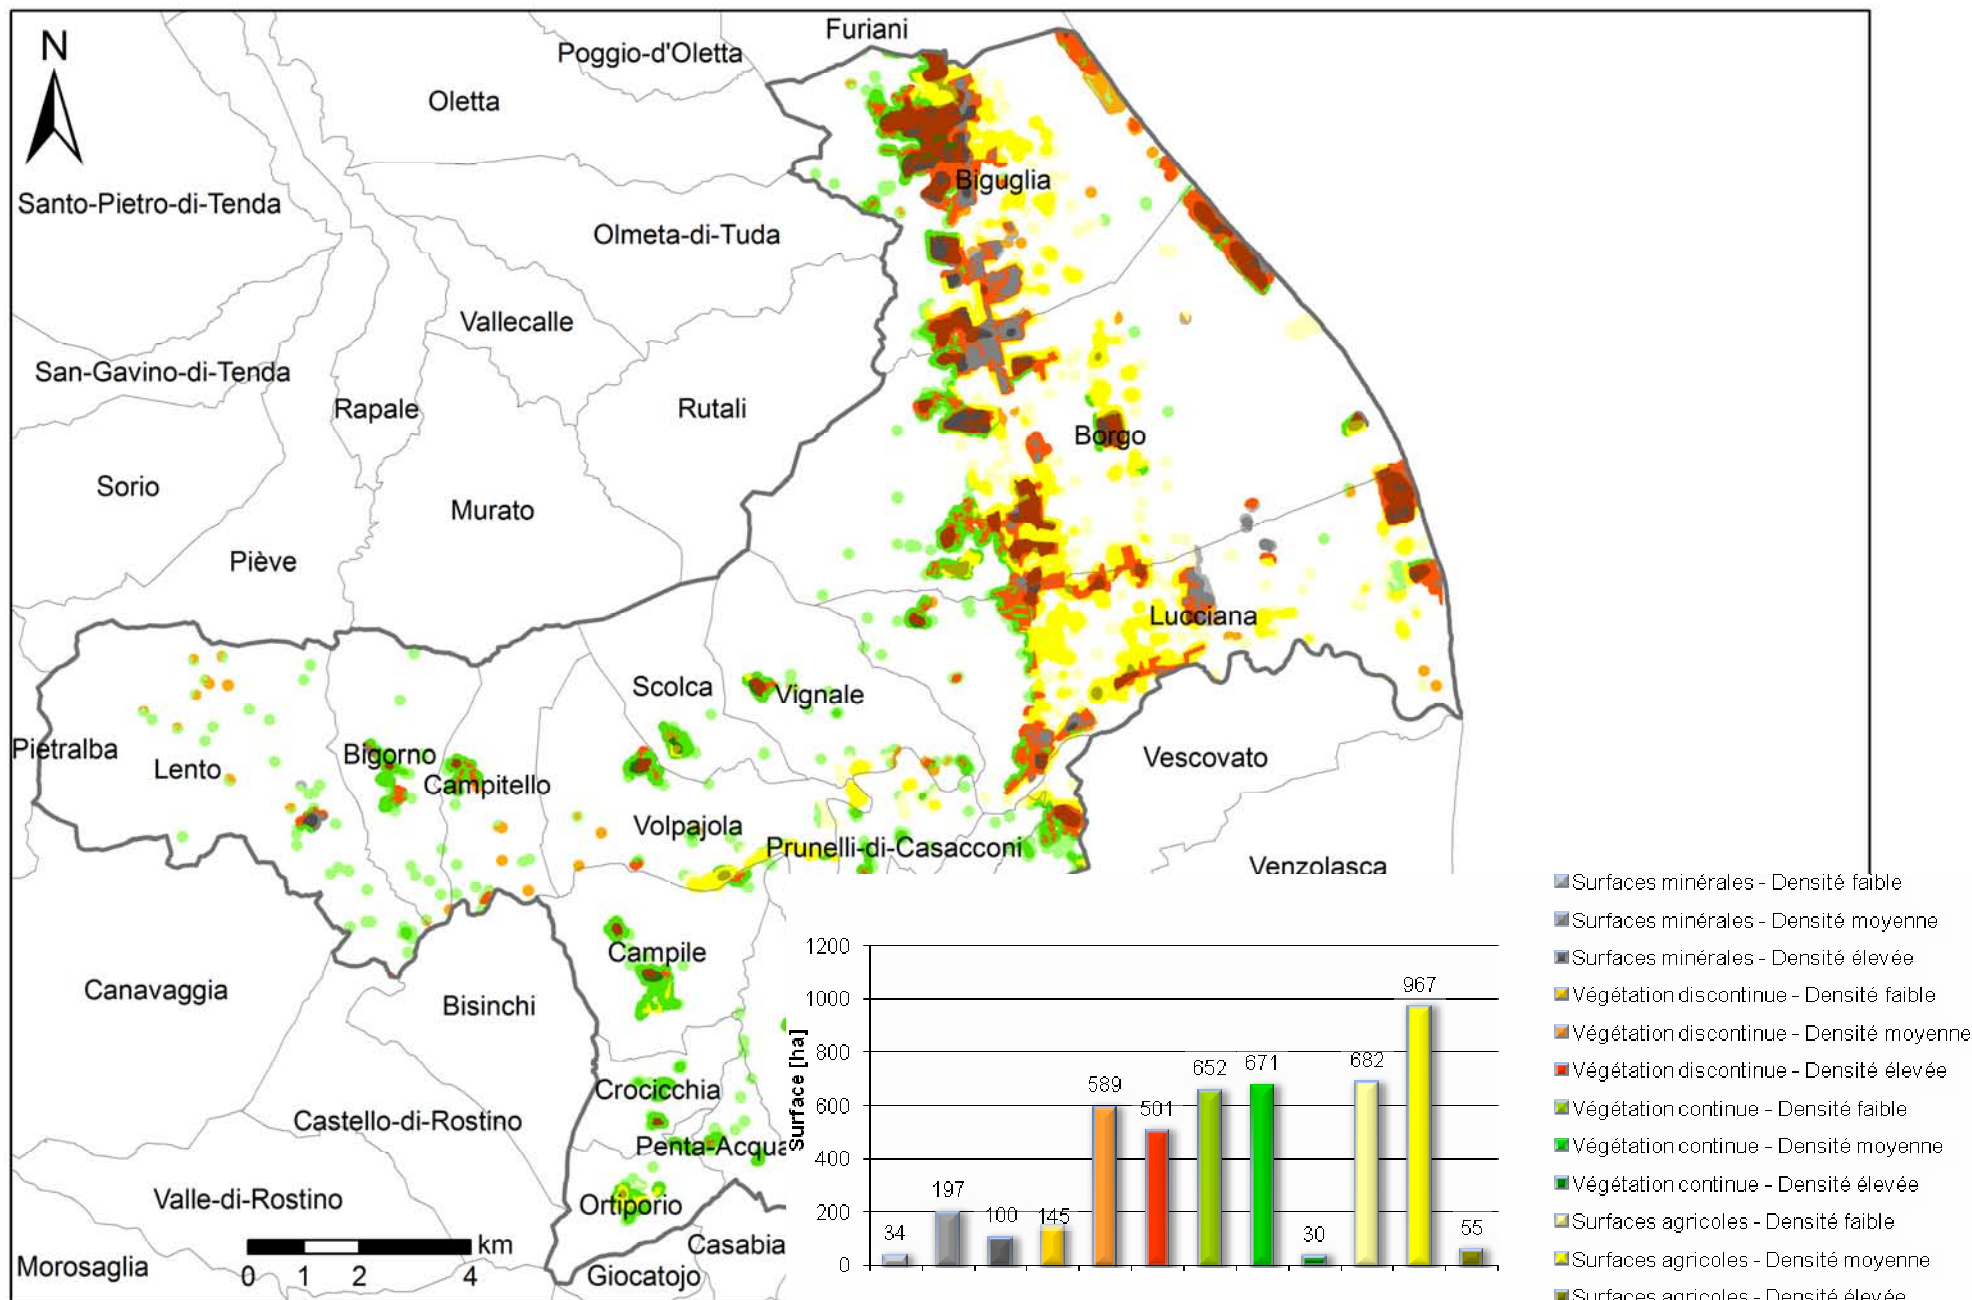 Furiani
N
Poggio-d'Oletta
Oletta
Biguglia
Santo-Pietro-di-Tenda
Olmeta-di-Tuda
Vallecalle
San-Gavino-di-Tenda
Rapale
Rutali
Borgo
Sorio
Murato
Piève
Lucciana
Scolca
Vignale
Pietralba
Lento
Bigorno
Campitello
Vescovato
Volpajola
Prunelli-di-Casacconi
Venzolasca
Campile
Canavaggia
Bisinchi
Crocicchia
Castello-di-Rostino
Penta-Acqua
Valle-di-Rostino
Ortiporio
Casabia
Morosaglia
Giocatojo
km
0 1 2 4
Surface [ha]
1200
1000
800
600
400
200
0
34
197
100
145
589
501
652
671
30
682
967
55
Surfaces minérales - Densité faible
Surfaces minérales - Densité moyenne
Surfaces minérales - Densité élevée
Végétation discontinue - Densité faible
Végétation discontinue - Densité moyenne
Végétation discontinue - Densité élevée
Végétation continue - Densité faible
Végétation continue - Densité moyenne
Végétation continue - Densité élevée
Surfaces agricoles - Densité faible
Surfaces agricoles - Densité moyenne
Surfaces agricoles - Densité élevée